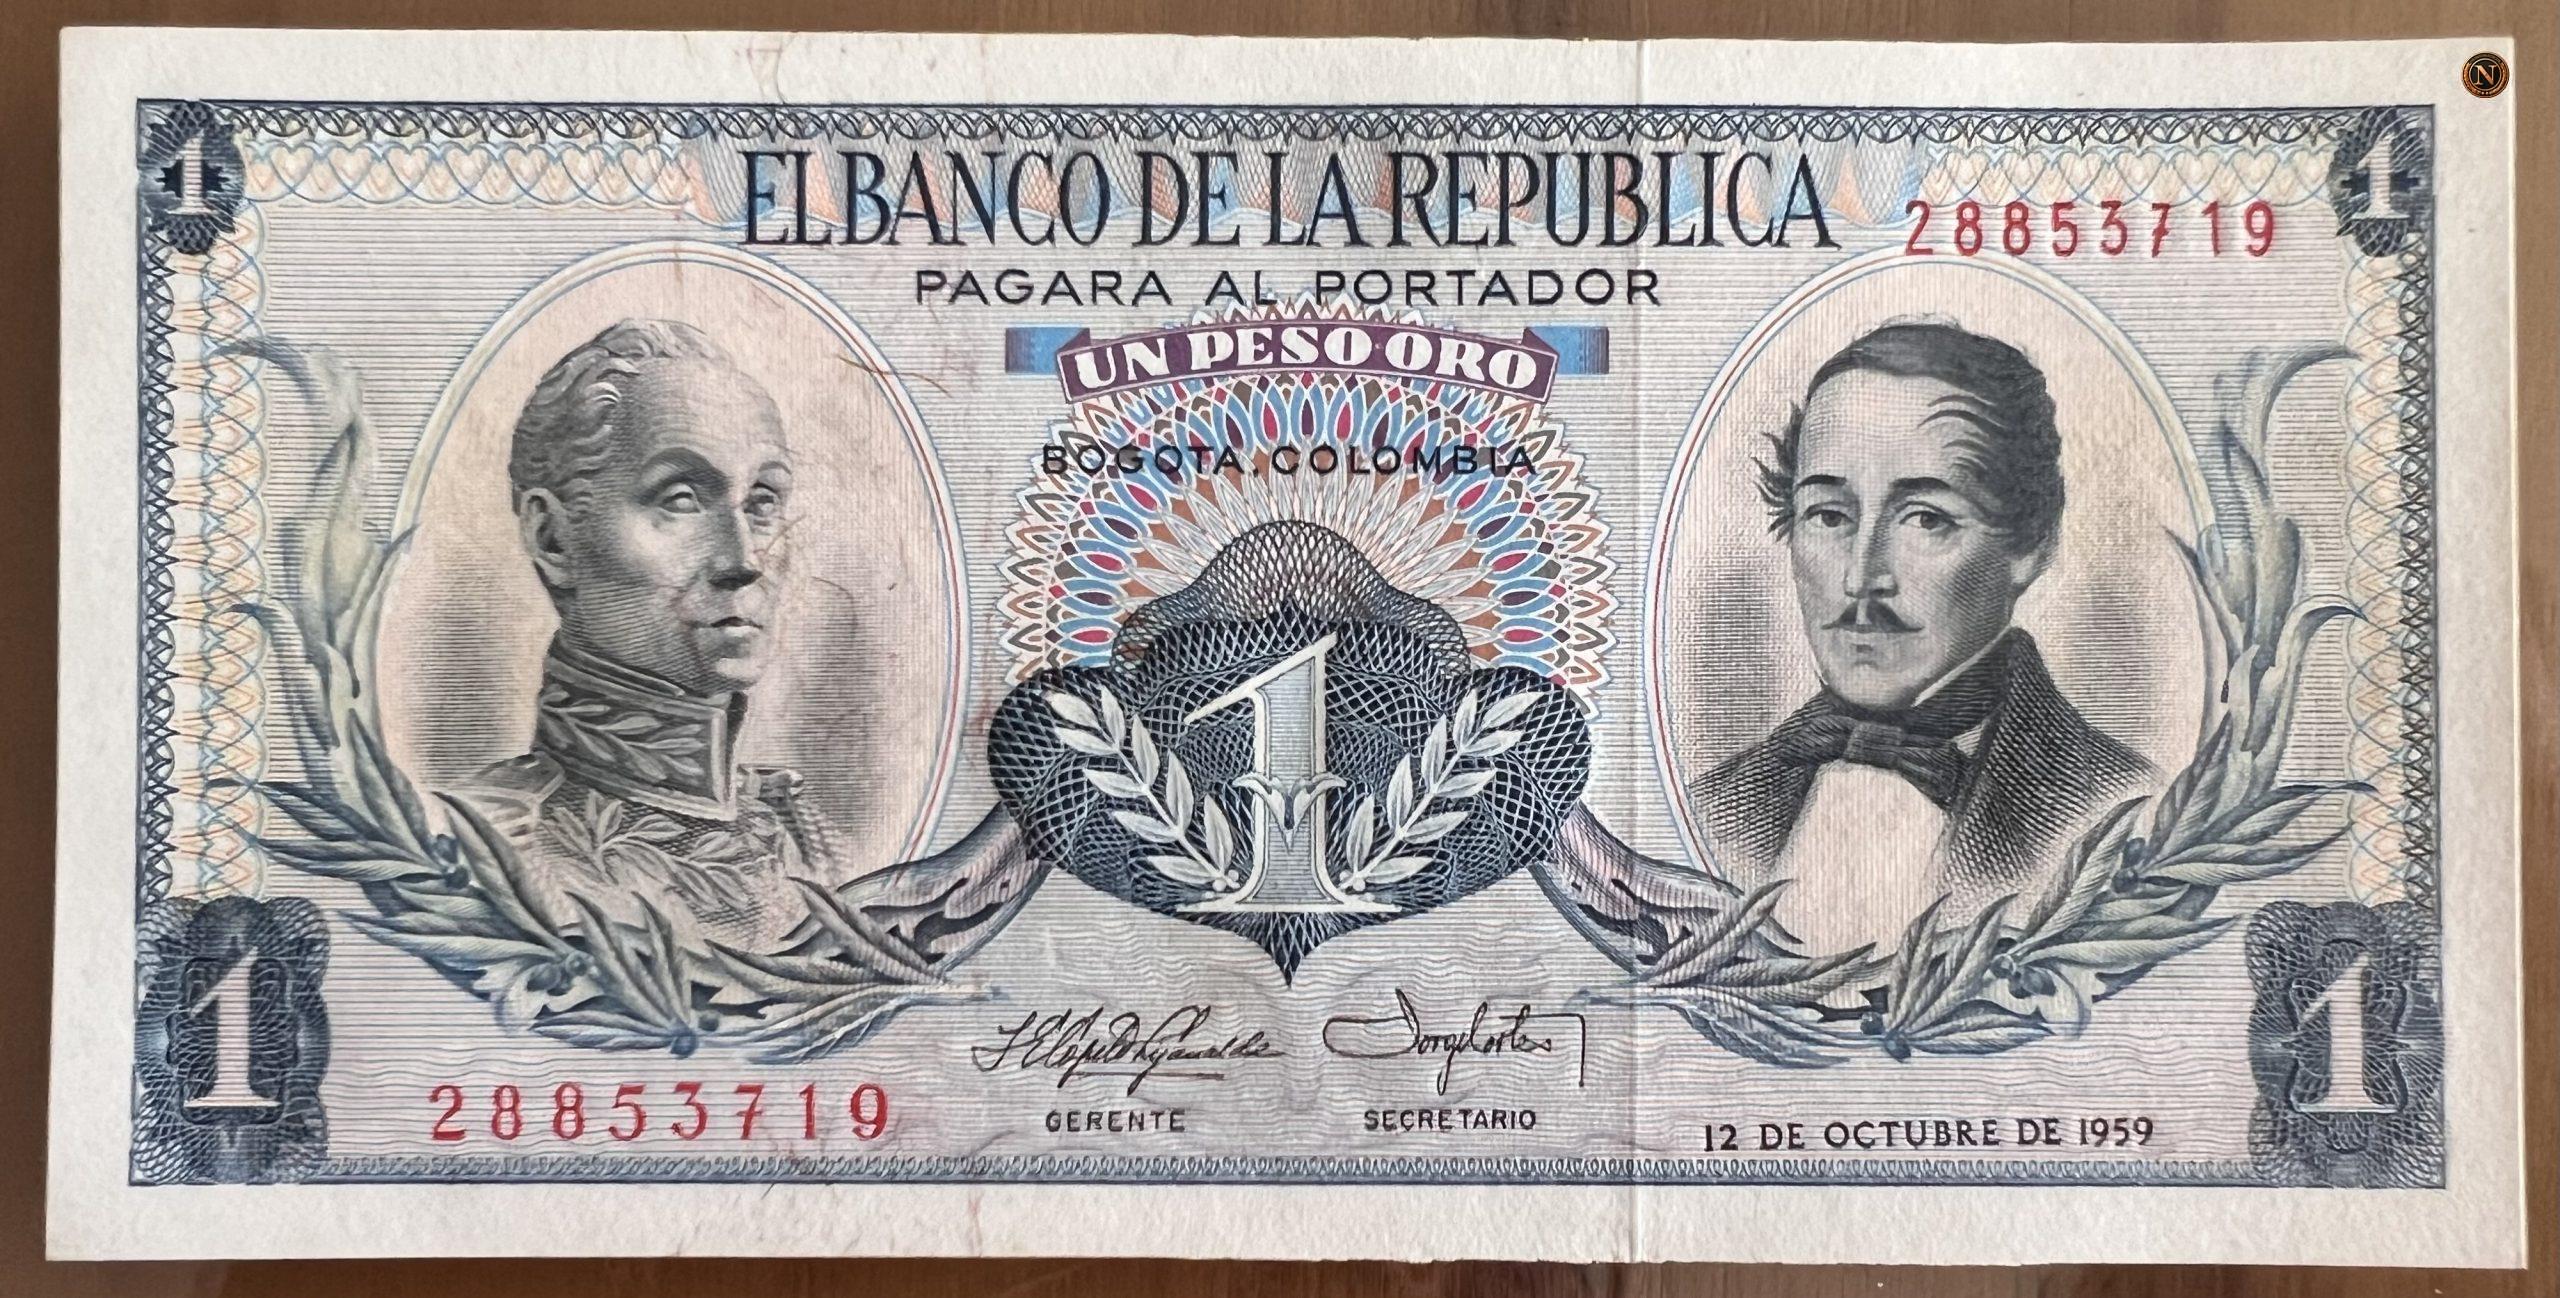 N
1
1
EL BANCO DE LA REPUBLICA
28853719
PAGARA AL PORTADOR
UN PESO ORO
BOGOTA, COLOMBIA
1
1
1
28853719
GERENTE
SECRETARIO
12 DE OCTUBRE DE 1959